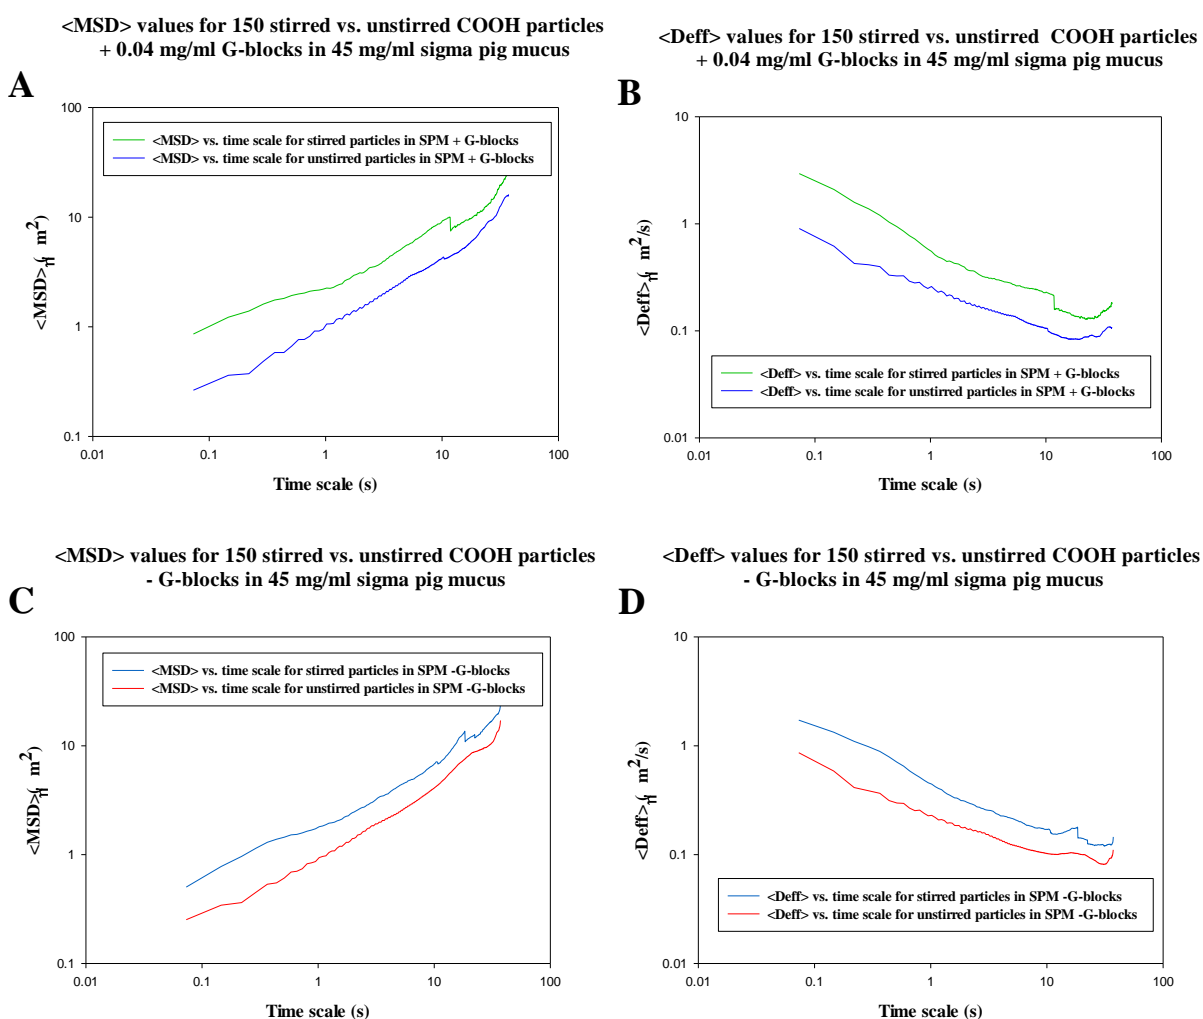 <MSD> values for 150 stirred vs. unstirred COOH particles
+ 0.04 mg/ml G-blocks in 45 mg/ml sigma pig mucus
A
100
10
1
0.1
<MSD> vs. time scale for stirred particles in SPM + G-blocks
<MSD> vs. time scale for unstirred particles in SPM + G-blocks
<MSD> ( m²)
0.01 0.1 1 10 100
Time scale (s)
<Deff> values for 150 stirred vs. unstirred COOH particles
+ 0.04 mg/ml G-blocks in 45 mg/ml sigma pig mucus
B
10
1
0.1
0.01
<Deff> ( m²/s)
<Deff> vs. time scale for stirred particles in SPM + G-blocks
<Deff> vs. time scale for unstirred particles in SPM + G-blocks
0.01 0.1 1 10 100
Time scale (s)
<MSD> values for 150 stirred vs. unstirred COOH particles
- G-blocks in 45 mg/ml sigma pig mucus
C
100
10
1
0.1
<MSD> vs. time scale for stirred particles in SPM -G-blocks
<MSD> vs. time scale for unstirred particles in SPM -G-blocks
<MSD> ( m²)
0.01 0.1 1 10 100
Time scale (s)
<Deff> values for 150 stirred vs. unstirred COOH particles
- G-blocks in 45 mg/ml sigma pig mucus
D
10
1
0.1
0.01
<Deff> ( m²/s)
<Deff> vs. time scale for stirred particles in SPM -G-blocks
<Deff> vs. time scale for unstirred particles in SPM -G-blocks
0.01 0.1 1 10 100
Time scale (s)